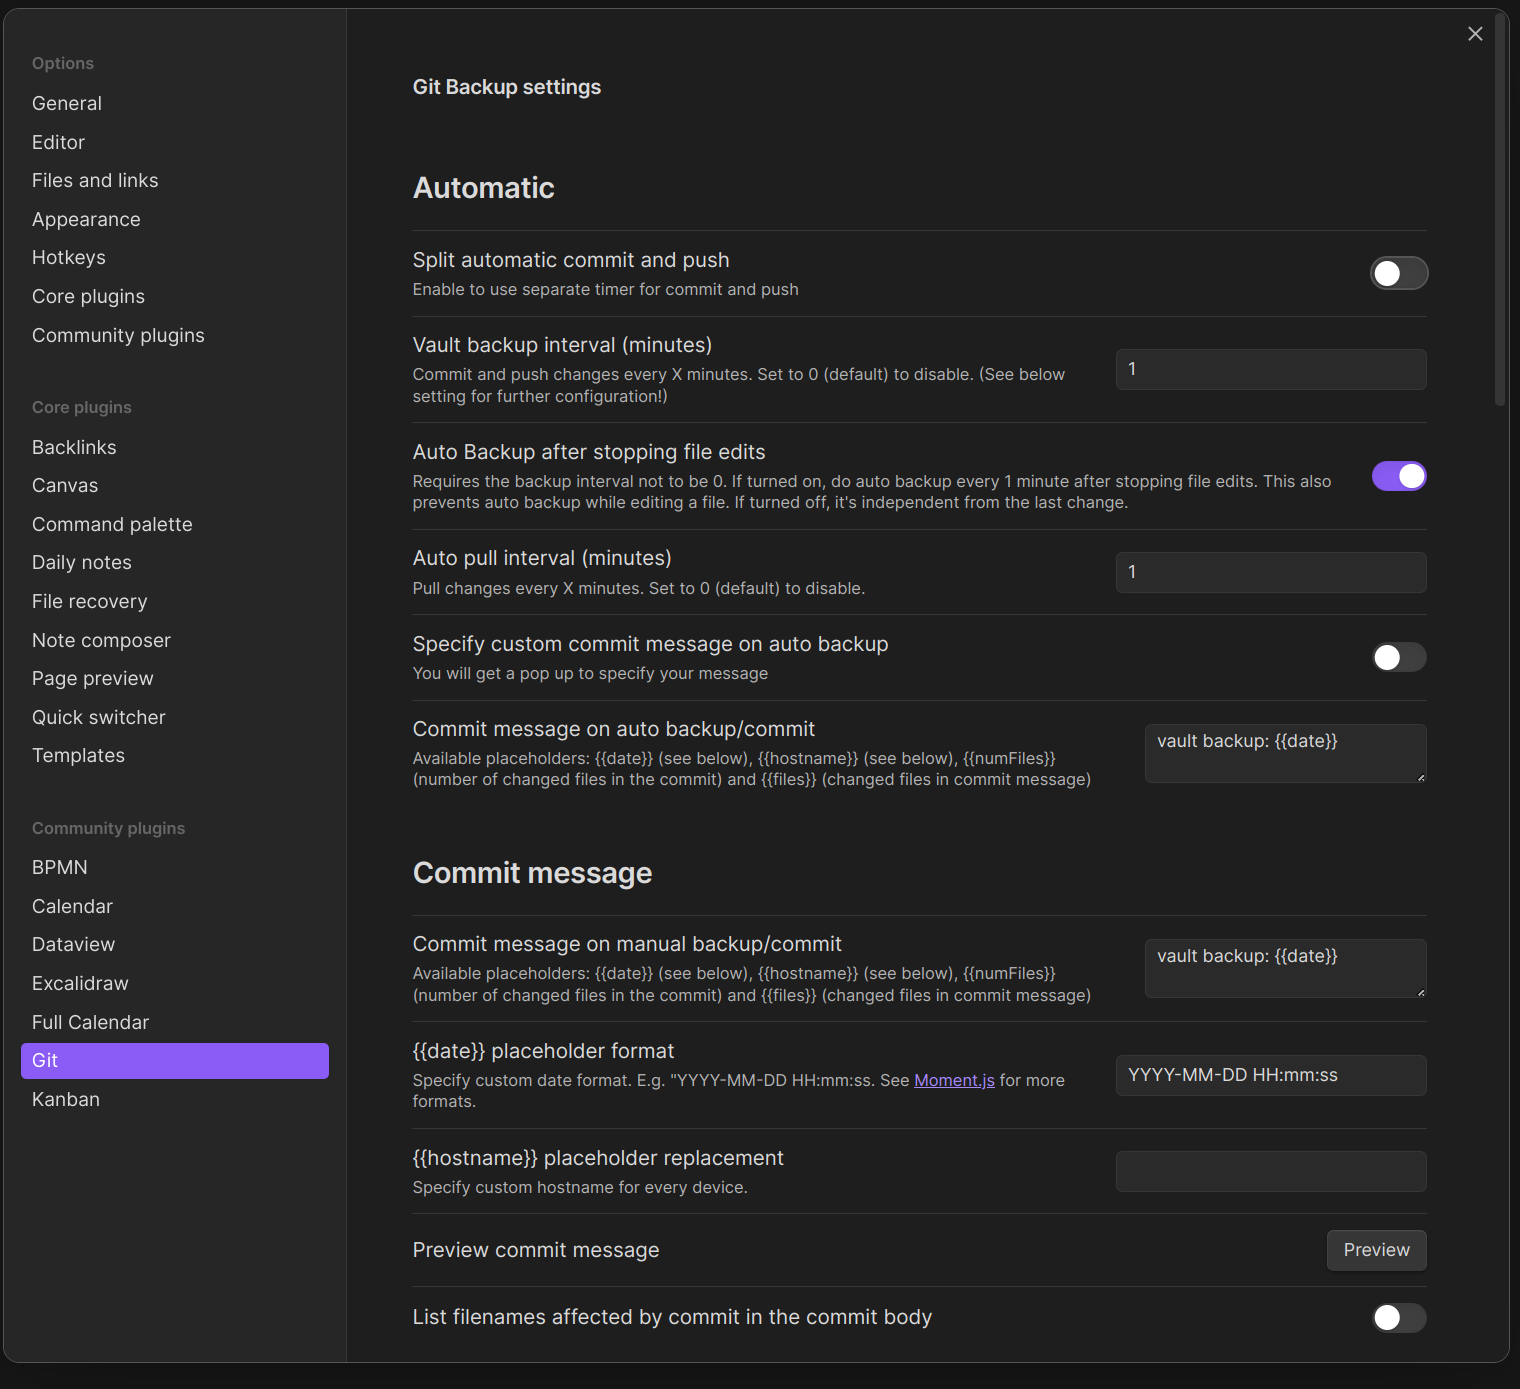 Options
General
Editor
Files and links
Appearance
Hotkeys
Core plugins
Community plugins
Core plugins
Backlinks
Canvas
Command palette
Daily notes
File recovery
Note composer
Page preview
Quick switcher
Templates
Community plugins
BPMN
Calendar
Dataview
Excalidraw
Full Calendar
Git
Kanban
Git Backup settings
Automatic
Split automatic commit and push
Enable to use separate timer for commit and push
Vault backup interval (minutes)
Commit and push changes every X minutes. Set to 0 (default) to disable. (See below
setting for further configuration!)
1
Auto Backup after stopping file edits
Requires the backup interval not to be 0. If turned on, do auto backup every 1 minute after stopping file edits. This also
prevents auto backup while editing a file. If turned off, it's independent from the last change.
Auto pull interval (minutes)
Pull changes every X minutes. Set to 0 (default) to disable.
1
Specify custom commit message on auto backup
You will get a pop up to specify your message
Commit message on auto backup/commit
Available placeholders: {{date}} (see below), {{hostname}} (see below), {{numFiles}}
(number of changed files in the commit) and {{files}} (changed files in commit message)
vault backup: {{date}}
Commit message
Commit message on manual backup/commit
Available placeholders: {{date}} (see below), {{hostname}} (see below), {{numFiles}}
(number of changed files in the commit) and {{files}} (changed files in commit message)
vault backup: {{date}}
{{date}} placeholder format
Specify custom date format. E.g. "YYYY-MM-DD HH:mm:ss. See Moment.js for more
formats.
YYYY-MM-DD HH:mm:ss
{{hostname}} placeholder replacement
Specify custom hostname for every device.
Preview commit message
Preview
List filenames affected by commit in the commit body